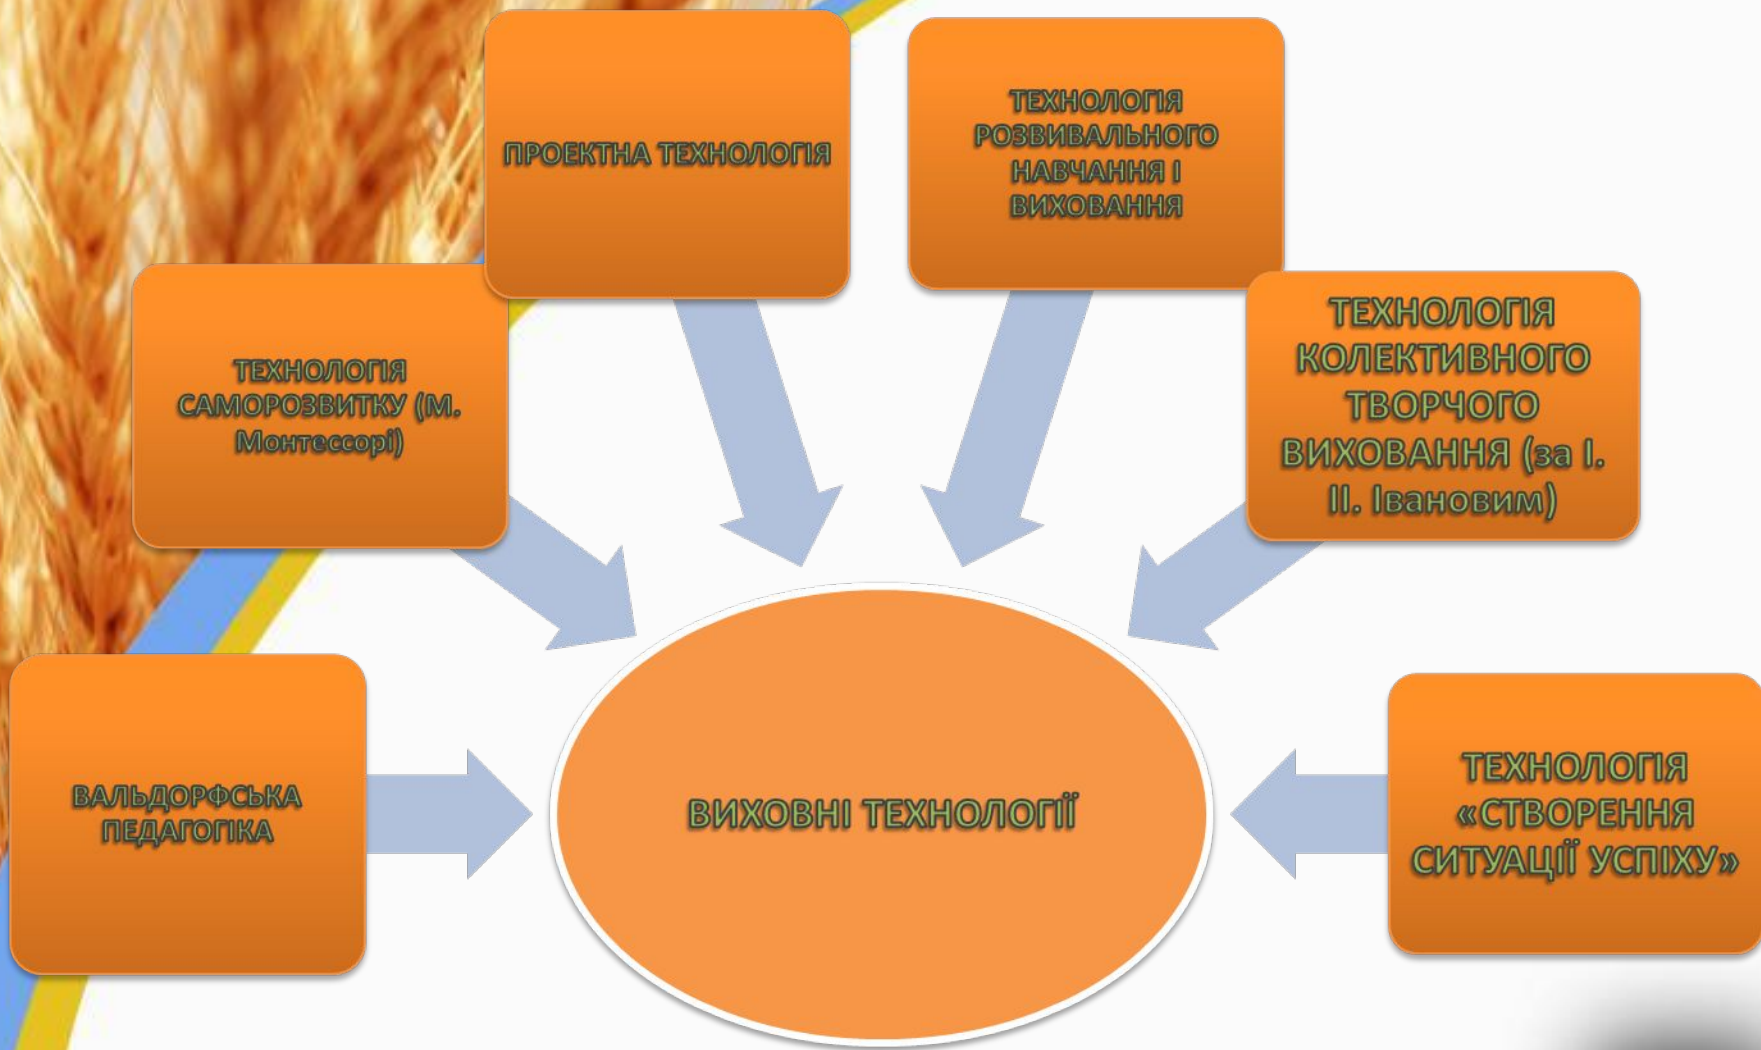 ПРОЕКТНА ТЕХНОЛОГІЯ
ТЕХНОЛОГІЯ
РОЗВИВАЛЬНОГО
НАВЧАННЯ І
ВИХОВАННЯ
ТЕХНОЛОГІЯ
САМОРОЗВИТКУ (М.
Монтессорі)
ТЕХНОЛОГІЯ
КОЛЕКТИВНОГО
ТВОРЧОГО
ВИХОВАННЯ (за І.
ІІ. Івановим)
ВАЛЬДОРФСЬКА
ПЕДАГОГІКА
ВИХОВНІ ТЕХНОЛОГІЇ
ТЕХНОЛОГІЯ
«СТВОРЕННЯ
СИТУАЦІЇ УСПІХУ»